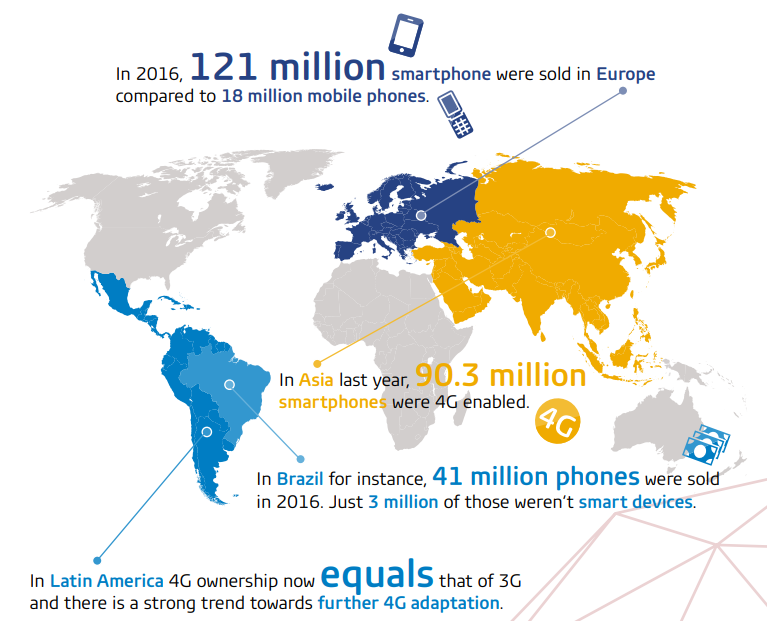 In 2016, 121 million smartphone were sold in Europe
compared to 18 million mobile phones.
In Asia last year, 90.3 million
smartphones were 4G enabled.
4G
In Brazil for instance, 41 million phones were sold
in 2016. Just 3 million of those weren't smart devices.
In Latin America 4G ownership now equals that of 3G
and there is a strong trend towards further 4G adaptation.